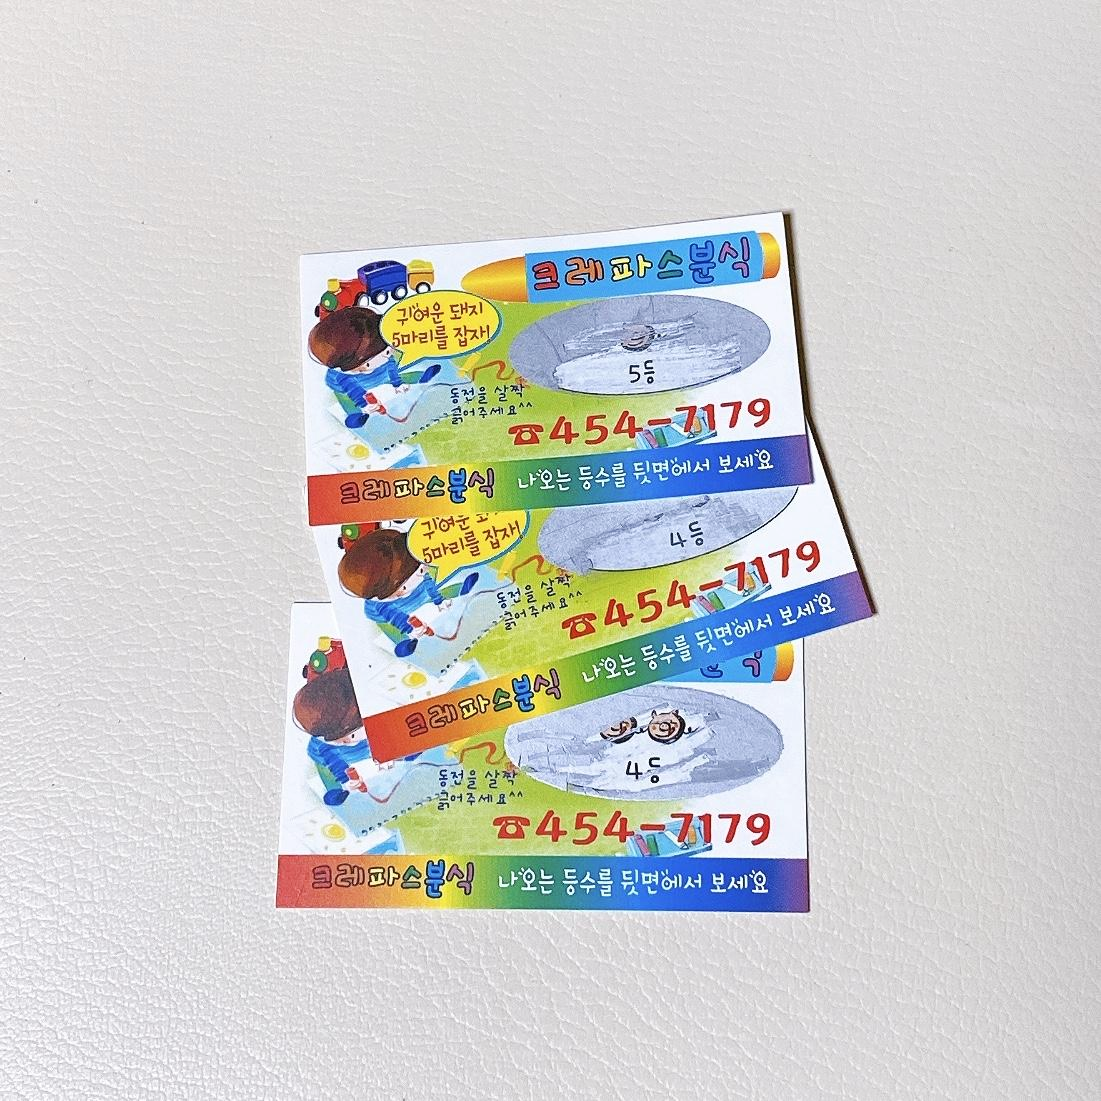 크레파스분식
귀여운 돼지
5마리를 잡재
5등
동전을 살짝
긁어주세요^^
☎454-7179
크레파스분식 나오는 등수를 뒷면에서 보세요
귀여운
5마리를 잡재
4등
동전을 살짝
긁어주세요^^
☎454-7179
크레파스분식 나오는 등수를 뒷면에서 보세요
식
4등
동전을 살짝
긁어주세요^^
☎454-7179
크레파스분식 나오는 등수를 뒷면에서 보세요